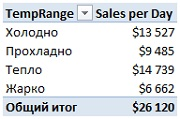 TempRange Sales per Day
Холодно $13 527
Прохладно $9 485
Тепло $14 739
Жарко $6 662
Общий итог $26 120